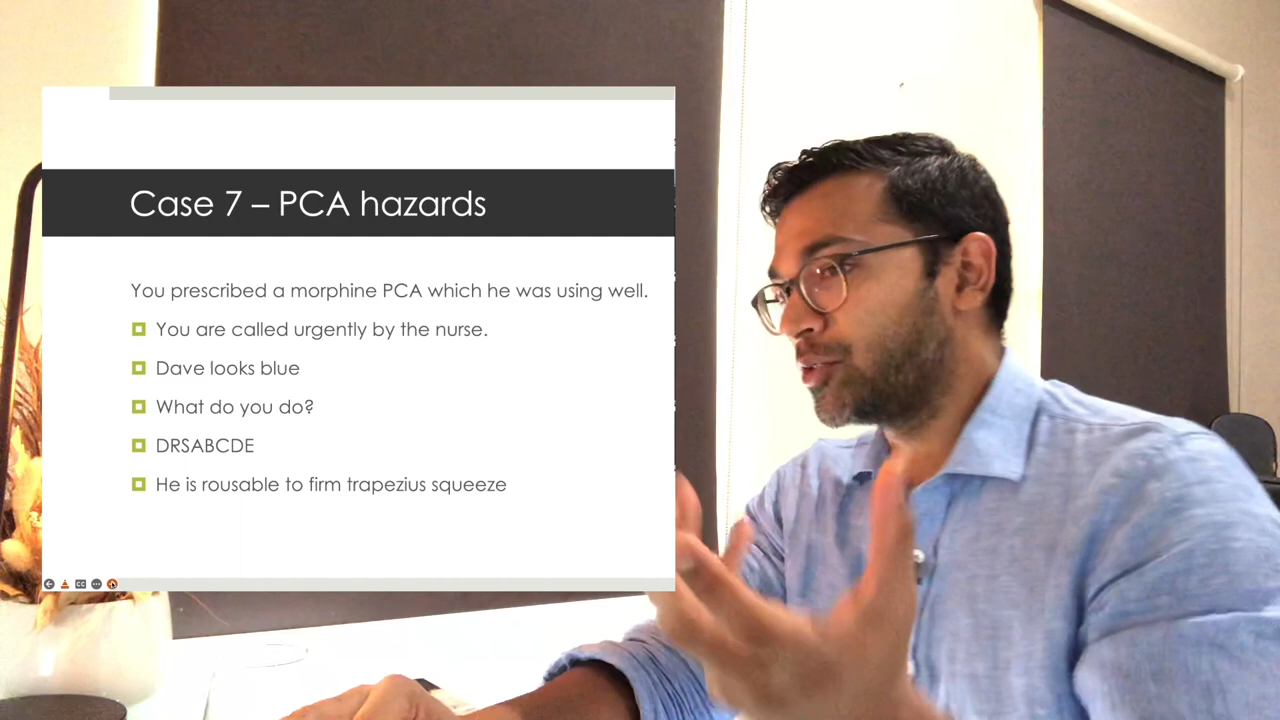 Case 7 – PCA hazards
You prescribed a morphine PCA which he was using well.
You are called urgently by the nurse.
Dave looks blue
What do you do?
DRSABCDE
He is rousable to firm trapezius squeeze
CC